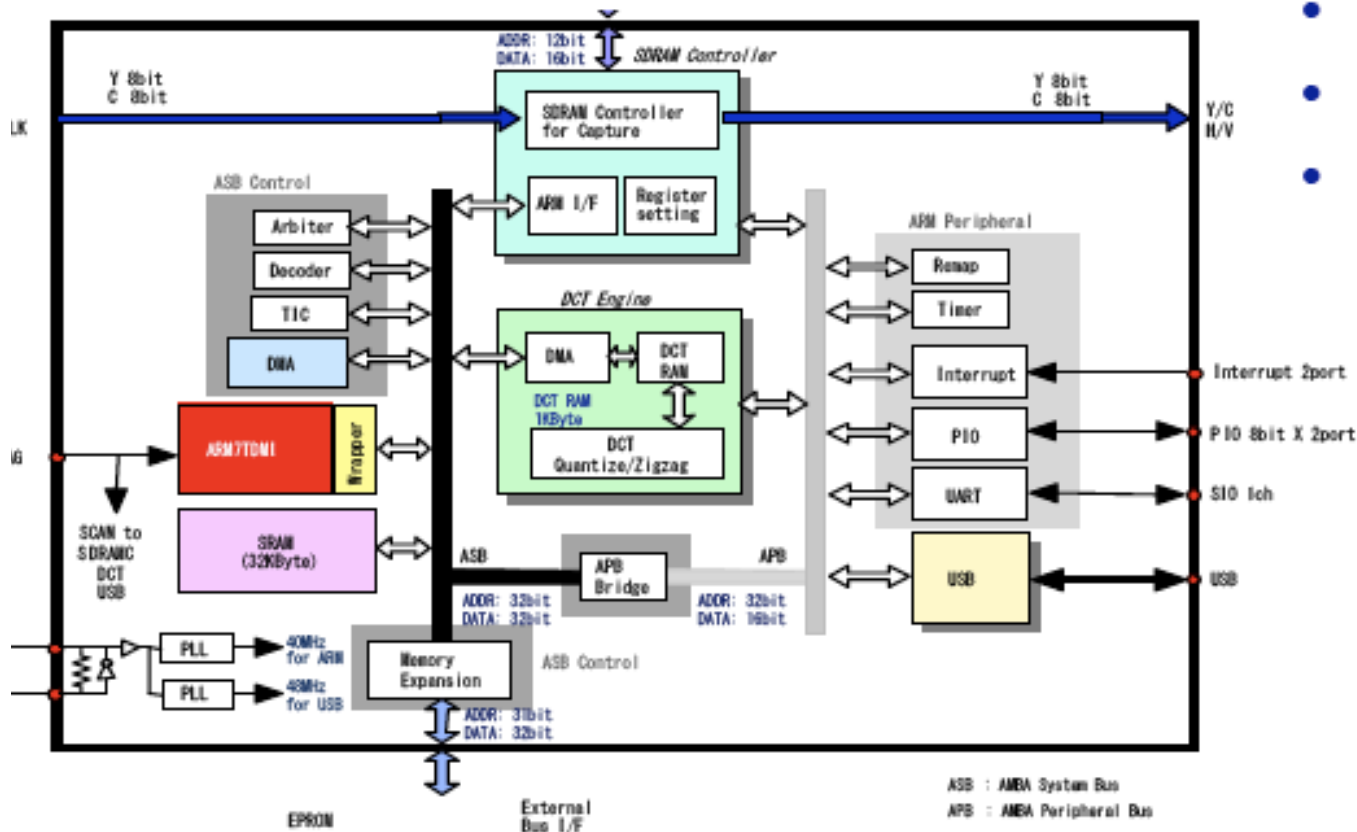 ADDR: 12bit
DATA: 16bit
SDRAM Controller
Y 8bit
C 8bit
SDRAM Controller
for Capture
Y 8bit
C 8bit
LK
Y/C
H/V
ASB Control
ARM I/F
Register
setting
Arbiter
Decoder
TIC
DMA
ARM Peripheral
Remap
Timer
Interrupt
Interrupt 2port
PIO
PIO 8bit X 2port
UART
SIO 1ch
USB
USB
DCT Engine
DMA
DCT
RAM
DCT RAM
1KByte
DCT
Quantize/Zigzag
ARM7TDMI
Wrapper
AG
SCAN to
SDRAMC
DCT
USB
SRAM
(32KByte)
ASB
APB
Bridge
APB
ADDR: 32bit
DATA: 32bit
ADDR: 32bit
DATA: 16bit
PLL
40MHz
for ARM
PLL
48MHz
for USB
Memory
Expansion
ASB Control
ADDR: 31bit
DATA: 32bit
EPROM
External
Bus I/F
ASB : AMBA System Bus
APB : AMBA Peripheral Bus